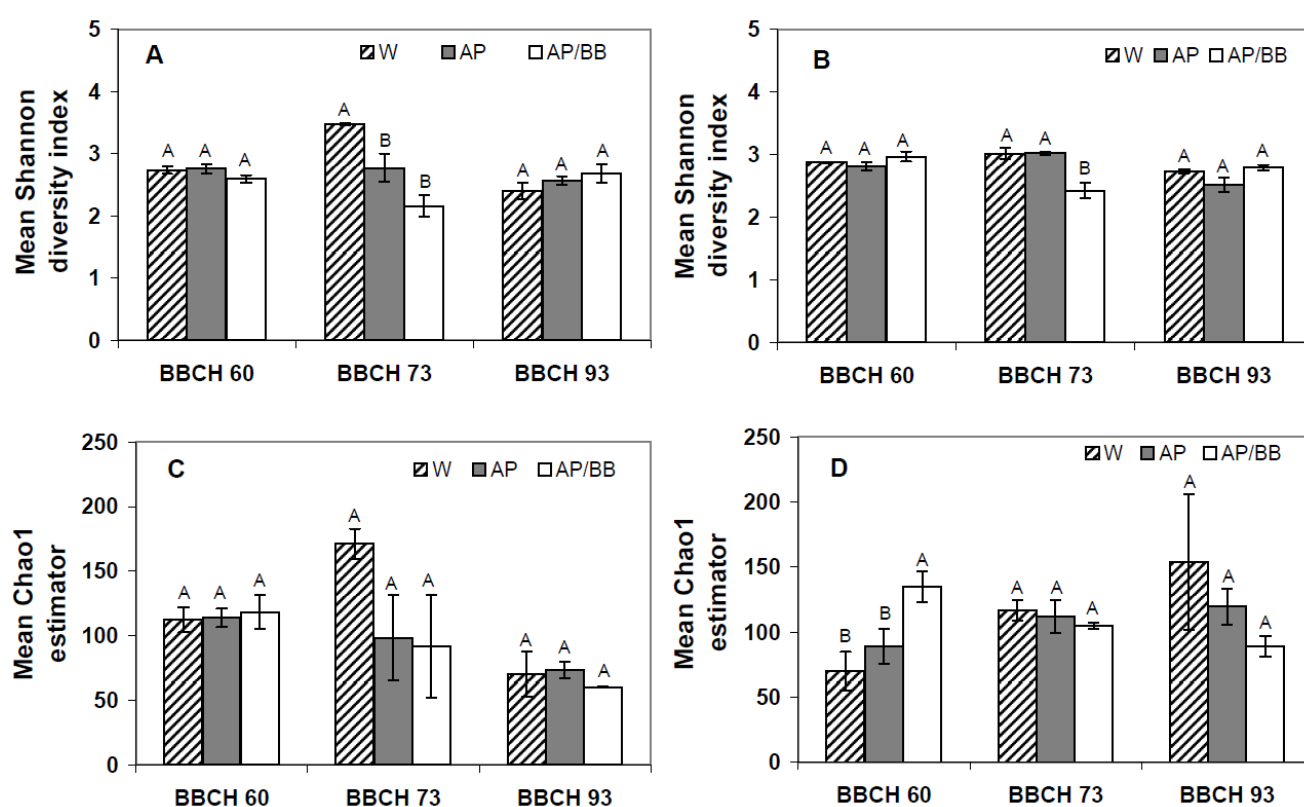 A
W AP AP/BB
Mean Shannon
diversity index
5
4
3
2
1
0
A A A
A B B
A A A
BBCH 60 BBCH 73 BBCH 93
B
W AP AP/BB
Mean Shannon
diversity index
5
4
3
2
1
0
A A A
A A B
A A A
BBCH 60 BBCH 73 BBCH 93
C
W AP AP/BB
Mean Chao1
estimator
250
200
150
100
50
0
A A A
A A A
A A A
BBCH 60 BBCH 73 BBCH 93
D
W AP AP/BB
Mean Chao1
estimator
250
200
150
100
50
0
B B A
A A A
A A A
BBCH 60 BBCH 73 BBCH 93